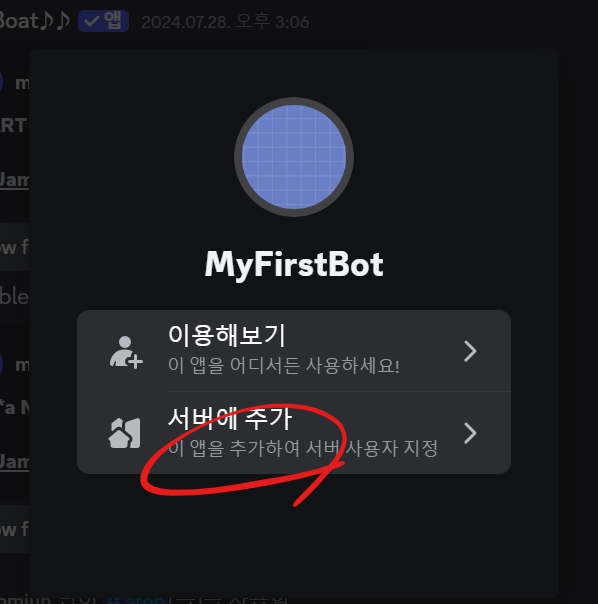 Boat♪♪ 앱 2024.07.28. 오후 3:06
m
RT
Jam
ow f
ble
MyFirstBot
이용해보기
이 앱을 어디서든 사용하세요!
서버에 추가
이 앱을 추가하여 서버 사용자 지정
m
*a N
Jam
ow f